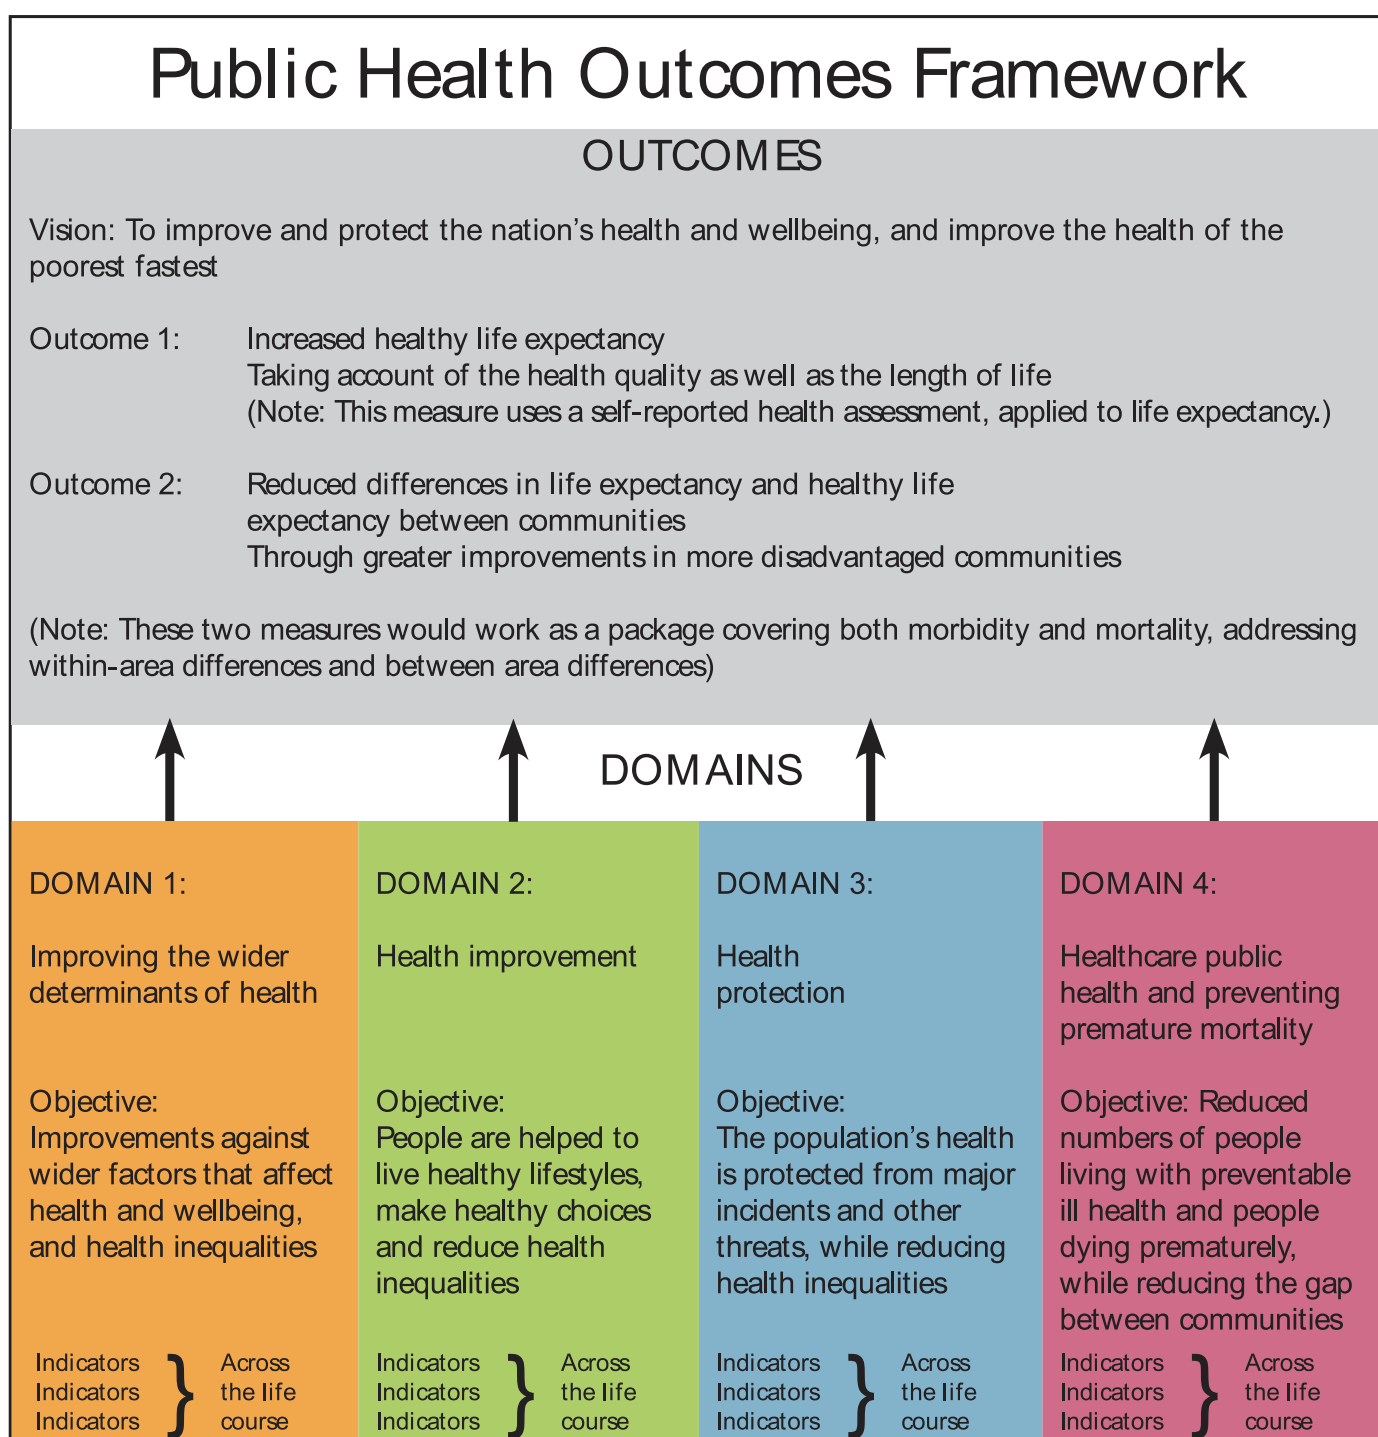 Public Health Outcomes Framework
OUTCOMES
Vision: To improve and protect the nation’s health and wellbeing, and improve the health of the
poorest fastest
Outcome 1: Increased healthy life expectancy
Taking account of the health quality as well as the length of life
(Note: This measure uses a self-reported health assessment, applied to life expectancy.)
Outcome 2: Reduced differences in life expectancy and healthy life
expectancy between communities
Through greater improvements in more disadvantaged communities
(Note: These two measures would work as a package covering both morbidity and mortality, addressing
within-area differences and between area differences)
DOMAINS
DOMAIN 1:
Improving the wider
determinants of health
Objective:
Improvements against
wider factors that affect
health and wellbeing,
and health inequalities
Indicators
Indicators
Indicators
} Across
the life
course
DOMAIN 2:
Health improvement
Objective:
People are helped to
live healthy lifestyles,
make healthy choices
and reduce health
inequalities
Indicators
Indicators
Indicators
} Across
the life
course
DOMAIN 3:
Health
protection
Objective:
The population’s health
is protected from major
incidents and other
threats, while reducing
health inequalities
Indicators
Indicators
Indicators
} Across
the life
course
DOMAIN 4:
Healthcare public
health and preventing
premature mortality
Objective: Reduced
numbers of people
living with preventable
ill health and people
dying prematurely,
while reducing the gap
between communities
Indicators
Indicators
Indicators
} Across
the life
course